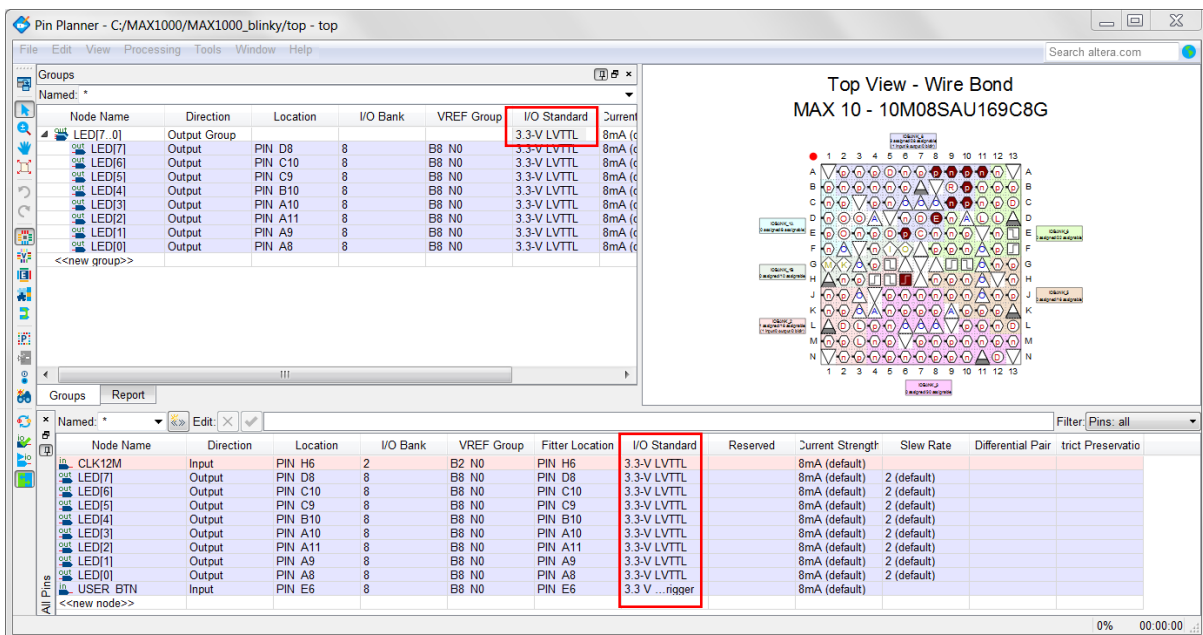 Pin Planner - C:/MAX1000/MAX1000_blinky/top - top
File Edit View Processing Tools Window Help Search altera.com
Groups
Named: *
Node Name Direction Location I/O Bank VREF Group I/O Standard Current
LED[7..0] Output Group 3.3-V LVTTL 8mA (d
LED[7] Output PIN D8 8 B8 N0 3.3-V LVTTL 8mA (d
LED[6] Output PIN C10 8 B8 N0 3.3-V LVTTL 8mA (d
LED[5] Output PIN C9 8 B8 N0 3.3-V LVTTL 8mA (d
LED[4] Output PIN B10 8 B8 N0 3.3-V LVTTL 8mA (d
LED[3] Output PIN A10 8 B8 N0 3.3-V LVTTL 8mA (d
LED[2] Output PIN A11 8 B8 N0 3.3-V LVTTL 8mA (d
LED[1] Output PIN A9 8 B8 N0 3.3-V LVTTL 8mA (d
LED[0] Output PIN A8 8 B8 N0 3.3-V LVTTL 8mA (d
<<new group>>
Groups Report
Top View - Wire Bond
MAX 10 - 10M08SAU169C8G
1 2 3 4 5 6 7 8 9 10 11 12 13
A A
B B
C C
D D
E E
F F
G G
H H
J J
K K
L L
M M
N N
1 2 3 4 5 6 7 8 9 10 11 12 13
Named: * Edit: Filter: Pins: all
Node Name Direction Location I/O Bank VREF Group Fitter Location I/O Standard Reserved Current Strength Slew Rate Differential Pair trict Preservatio
CLK12M Input PIN H6 2 B2 N0 PIN H6 3.3-V LVTTL 8mA (default)
LED[7] Output PIN D8 8 B8 N0 PIN D8 3.3-V LVTTL 8mA (default) 2 (default)
LED[6] Output PIN C10 8 B8 N0 PIN C10 3.3-V LVTTL 8mA (default) 2 (default)
LED[5] Output PIN C9 8 B8 N0 PIN C9 3.3-V LVTTL 8mA (default) 2 (default)
LED[4] Output PIN B10 8 B8 N0 PIN B10 3.3-V LVTTL 8mA (default) 2 (default)
LED[3] Output PIN A10 8 B8 N0 PIN A10 3.3-V LVTTL 8mA (default) 2 (default)
LED[2] Output PIN A11 8 B8 N0 PIN A11 3.3-V LVTTL 8mA (default) 2 (default)
LED[1] Output PIN A9 8 B8 N0 PIN A9 3.3-V LVTTL 8mA (default) 2 (default)
LED[0] Output PIN A8 8 B8 N0 PIN A8 3.3-V LVTTL 8mA (default) 2 (default)
USER BTN Input PIN E6 8 B8 N0 PIN E6 3.3 V ...rigger 8mA (default)
<<new node>>
All Pins
0% 00:00:00